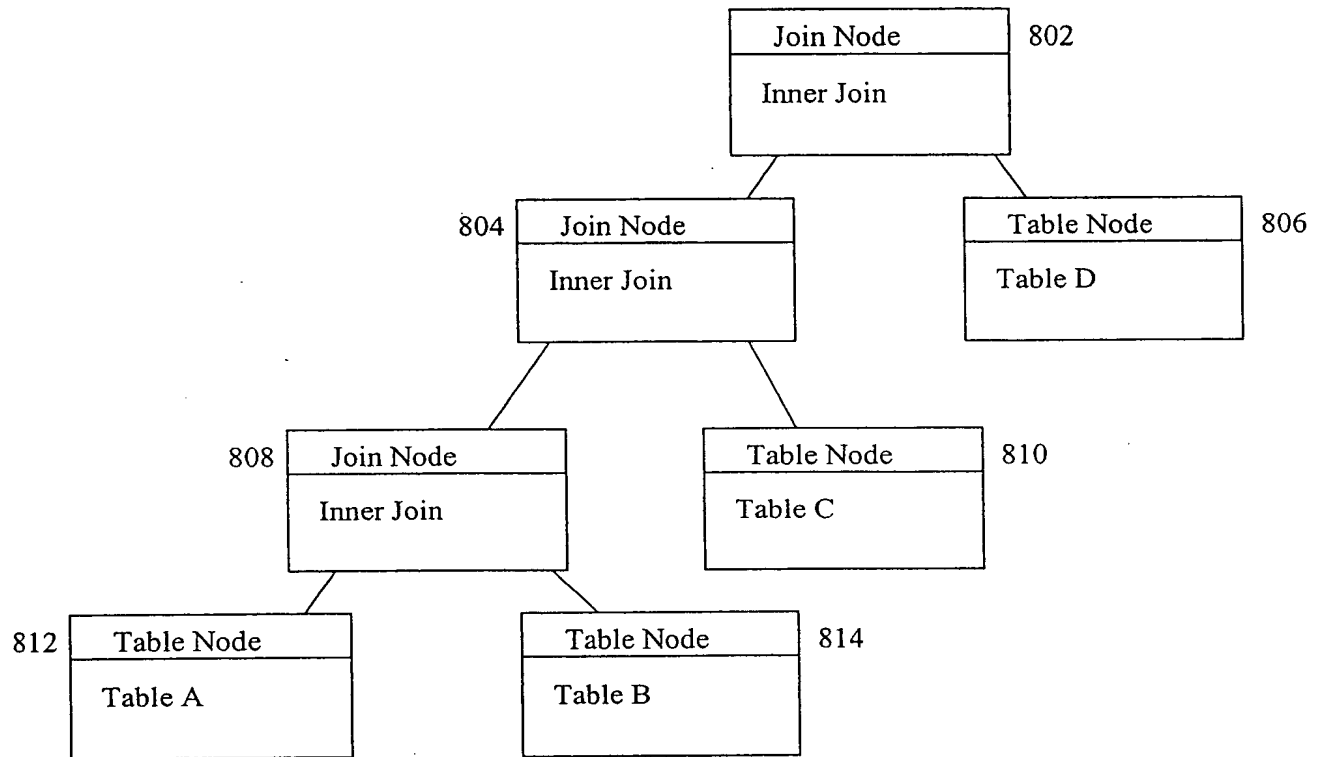 Join Node 802
Inner Join
804 Join Node
Inner Join
Table Node 806
Table D
808 Join Node
Inner Join
Table Node 810
Table C
812 Table Node
Table A
Table Node 814
Table B